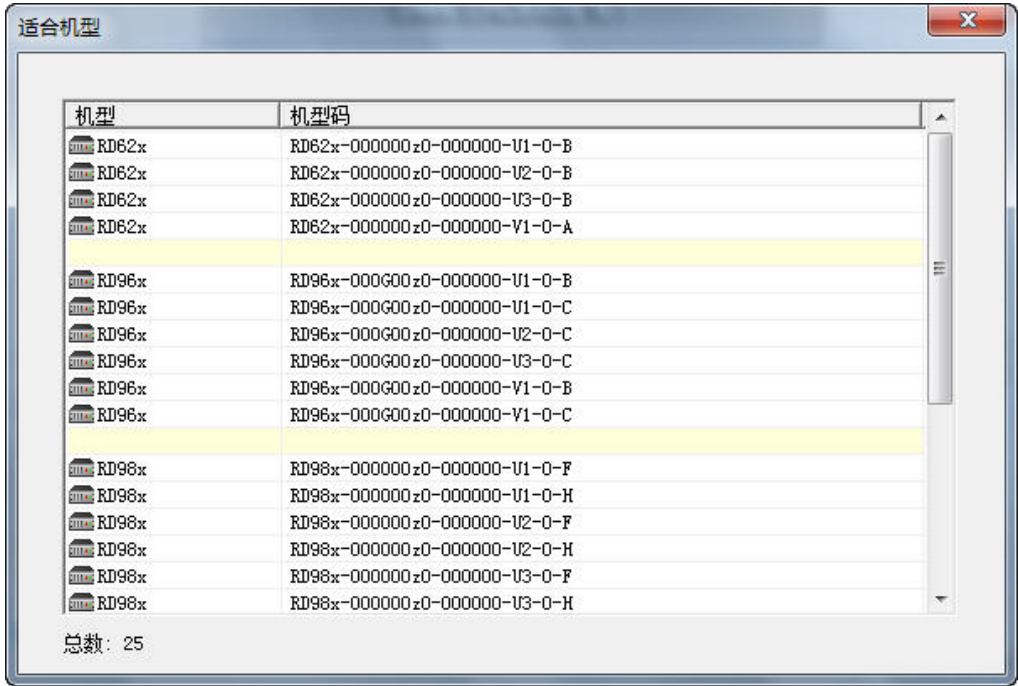 适合机型
机型 机型码
RD62x RD62x-000000z0-000000-U1-0-B
RD62x RD62x-000000z0-000000-U2-0-B
RD62x RD62x-000000z0-000000-U3-0-B
RD62x RD62x-000000z0-000000-V1-0-A
RD96x RD96x-000G00z0-000000-U1-0-B
RD96x RD96x-000G00z0-000000-U1-0-C
RD96x RD96x-000G00z0-000000-U2-0-C
RD96x RD96x-000G00z0-000000-U3-0-C
RD96x RD96x-000G00z0-000000-V1-0-B
RD96x RD96x-000G00z0-000000-V1-0-C
RD98x RD98x-000000z0-000000-U1-0-F
RD98x RD98x-000000z0-000000-U1-0-H
RD98x RD98x-000000z0-000000-U2-0-F
RD98x RD98x-000000z0-000000-U2-0-H
RD98x RD98x-000000z0-000000-U3-0-F
RD98x RD98x-000000z0-000000-U3-0-H
总数: 25